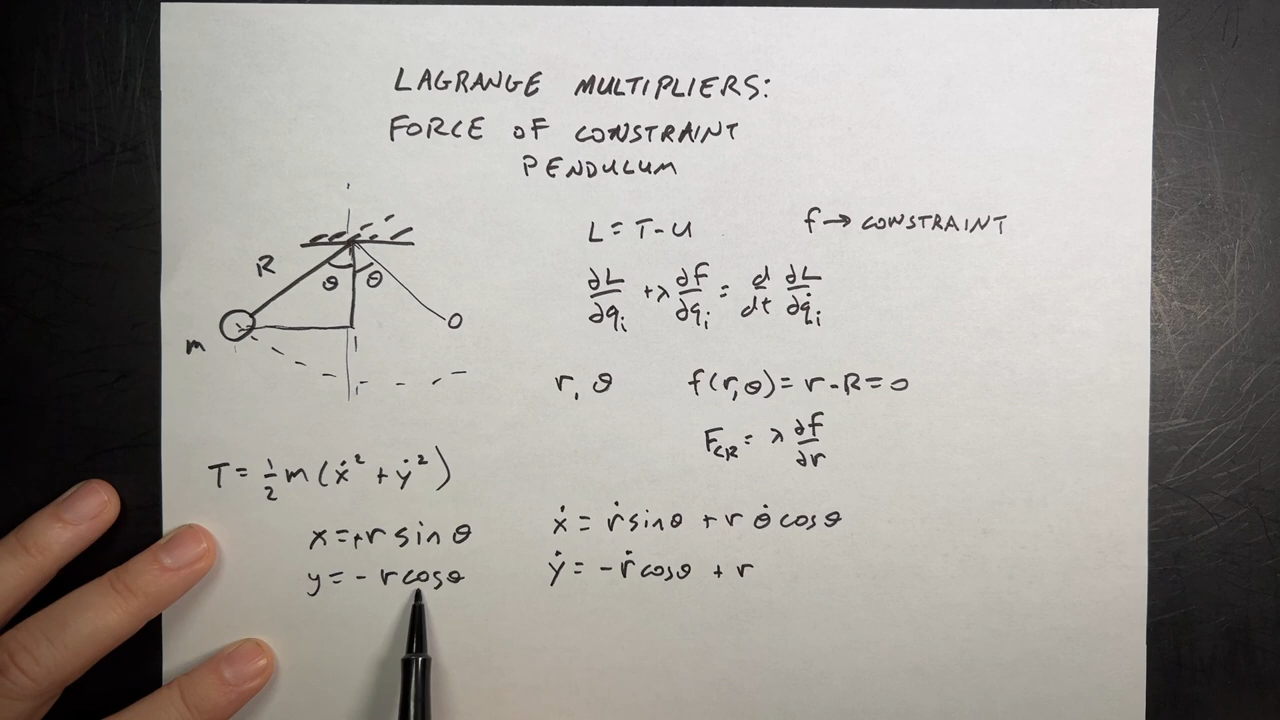 LAGRANGE MULTIPLIERS:
FORCE OF CONSTRAINT
PENDULUM
L = T - U
f → CONSTRAINT
∂L/∂qᵢ + λ ∂f/∂qᵢ = d/dt ∂L/∂q̇ᵢ
R
θ θ
m
r, θ
f(r, θ) = r - R = 0
F_CR = λ ∂f/∂r
T = ½ m (ẋ² + ẏ²)
x = +r sin θ
ẋ = ṙ sin θ + r θ̇ cos θ
y = - r cos θ
ẏ = - ṙ cos θ + r